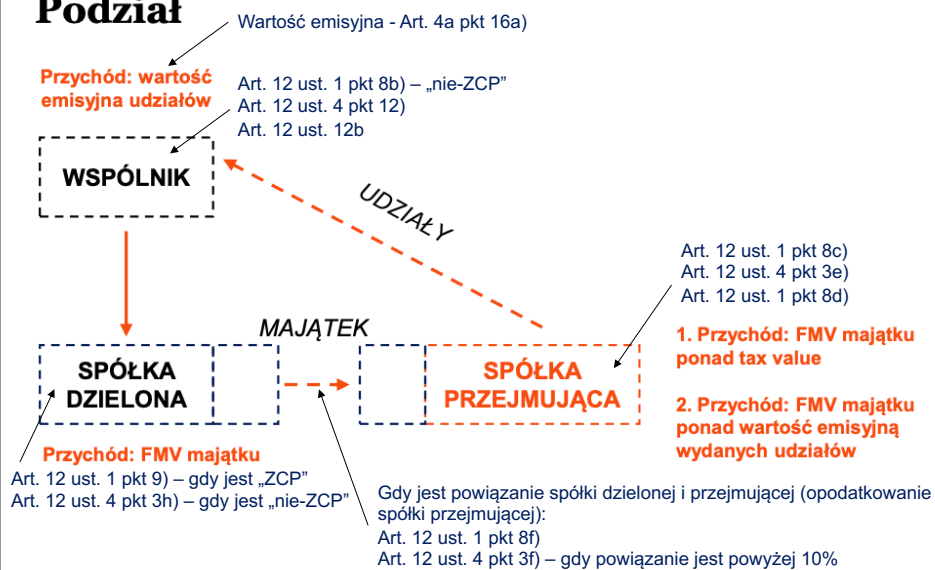 Podział
Wartość emisyjna - Art. 4a pkt 16a)
Przychód: wartość
emisyjna udziałów
Art. 12 ust. 1 pkt 8b) – „nie-ZCP”
Art. 12 ust. 4 pkt 12)
Art. 12 ust. 12b
WSPÓLNIK
UDZIAŁY
Art. 12 ust. 1 pkt 8c)
Art. 12 ust. 4 pkt 3e)
Art. 12 ust. 1 pkt 8d)
MAJĄTEK
1. Przychód: FMV majątku
ponad tax value
SPÓŁKA
DZIELONA
SPÓŁKA
PRZEJMUJĄCA
2. Przychód: FMV majątku
ponad wartość emisyjną
wydanych udziałów
Przychód: FMV majątku
Art. 12 ust. 1 pkt 9) – gdy jest „ZCP”
Art. 12 ust. 4 pkt 3h) – gdy jest „nie-ZCP”
Gdy jest powiązanie spółki dzielonej i przejmującej (opodatkowanie
spółki przejmującej):
Art. 12 ust. 1 pkt 8f)
Art. 12 ust. 4 pkt 3f) – gdy powiązanie jest powyżej 10%